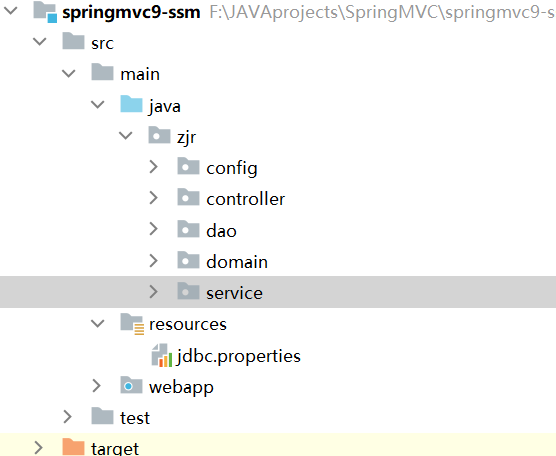 springmvc9-ssm F:\JAVAprojects\SpringMVC\springmvc9-s
src
main
java
zjr
config
controller
dao
domain
service
resources
jdbc.properties
webapp
test
target